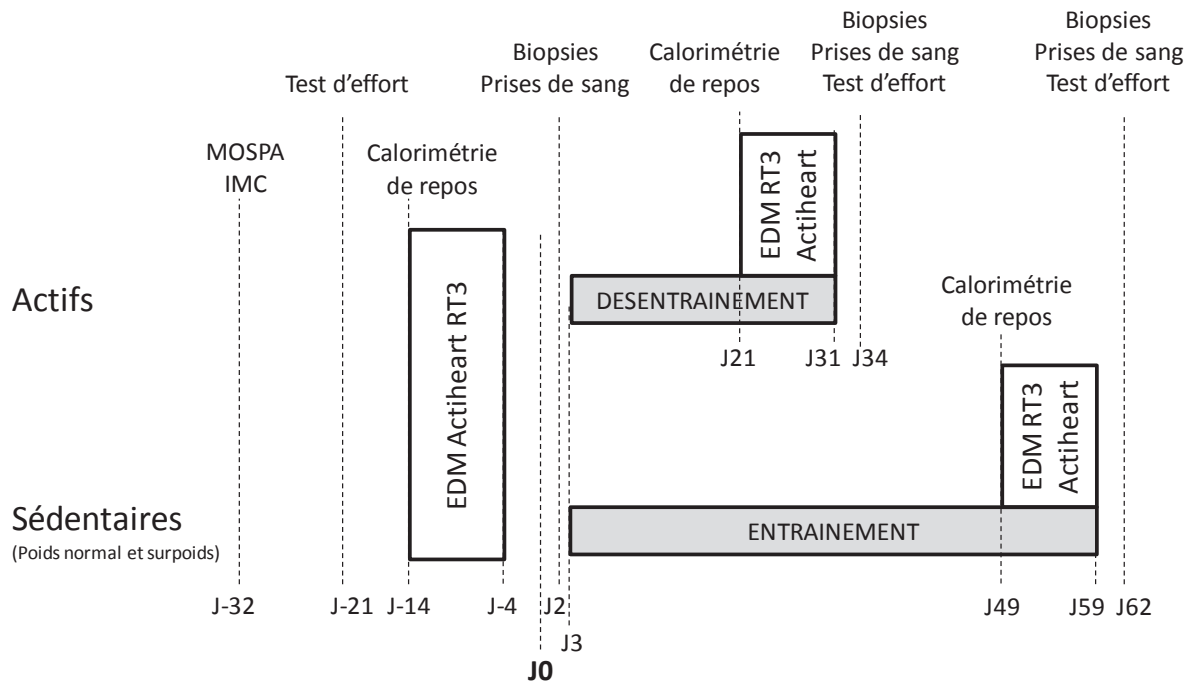 Biopsies
Prises de sang
Test d’effort
Biopsies
Prises de sang
Test d’effort
Biopsies
Prises de sang
Calorimétrie
de repos
Test d’effort
MOSPA
IMC
Calorimétrie
de repos
EDM RT3
Actiheart
Actifs
DESENTRAINEMENT
Calorimétrie
de repos
J21
J31
J34
EDM Actiheart RT3
EDM RT3
Actiheart
Sédentaires
(Poids normal et surpoids)
ENTRAINEMENT
J-32
J-21
J-14
J-4
J2
J49
J59
J62
J3
J0